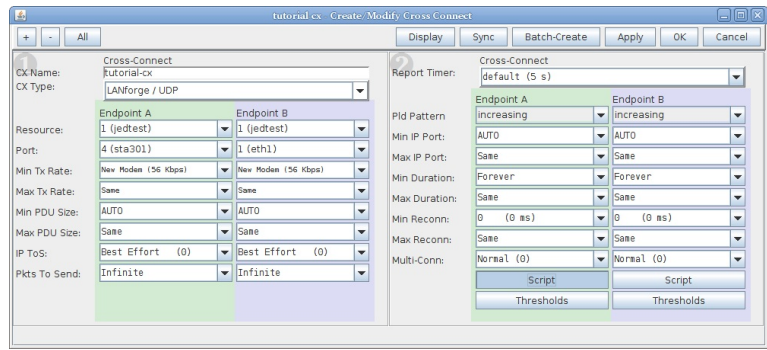 tutorial cx - Create/Modify Cross Connect
+ - All Display Sync Batch-Create Apply OK Cancel
1
Cross-Connect
CX Name: tutorial-cx
CX Type: LANforge / UDP
Endpoint A Endpoint B
Resource: 1 (jedtest) 1 (jedtest)
Port: 4 (sta301) 1 (eth1)
Min Tx Rate: New Modem (56 Kbps) New Modem (56 Kbps)
Max Tx Rate: Same Same
Min PDU Size: AUTO AUTO
Max PDU Size: Same Same
IP ToS: Best Effort (0) Best Effort (0)
Pkts To Send: Infinite Infinite
2
Cross-Connect
Report Timer: default (5 s)
Endpoint A Endpoint B
Pld Pattern increasing increasing
Min IP Port: AUTO AUTO
Max IP Port: Same Same
Min Duration: Forever Forever
Max Duration: Same Same
Min Reconn: 0 (0 ms) 0 (0 ms)
Max Reconn: Same Same
Multi-Conn: Normal (0) Normal (0)
Script Script
Thresholds Thresholds